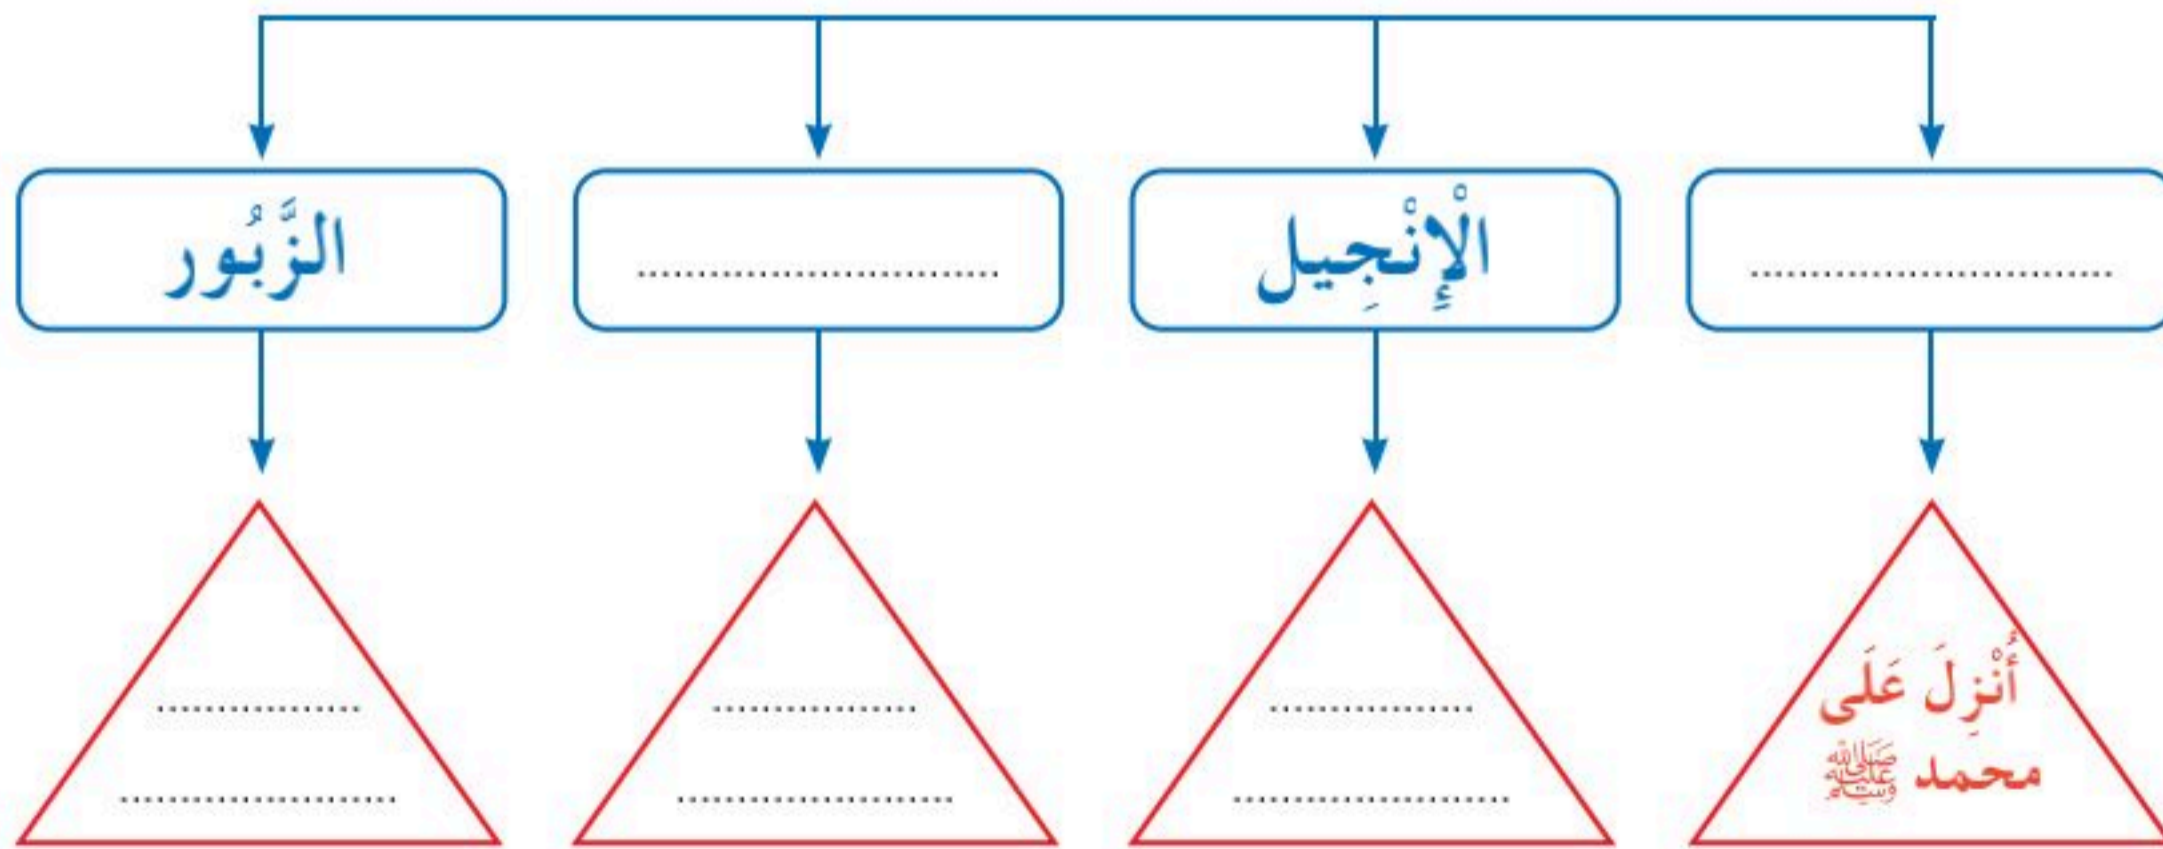 الْإِنْجِيل
الزَّبُور
أُنْزِلَ عَلَى
محمد ﷺ